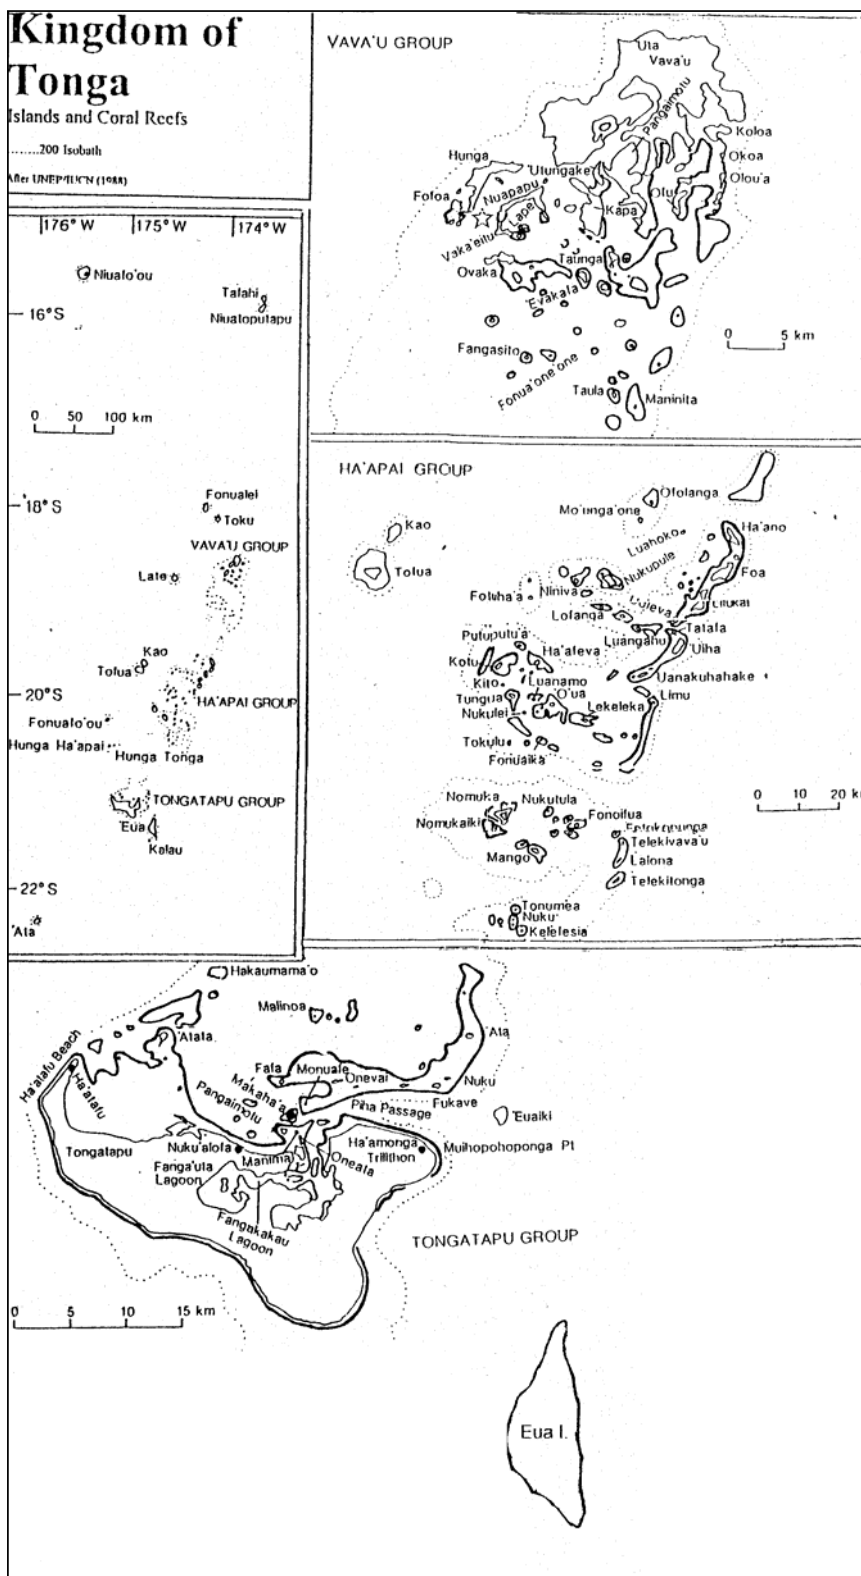 Kingdom of
Tonga
Islands and Coral Reefs
........200 Isobath
After UNEP/IUCN (1988)
176° W
175° W
174° W
Niuafo'ou
Tafahi
Niuatoputapu
16°S
0 50 100 km
Fonualei
18°S
Toku
VAVA'U GROUP
Late
Kao
Tofua
20°S
HA'APAI GROUP
Fonuafo'ou
Hunga Ha'apai
Hunga Tonga
TONGATAPU GROUP
'Eua
Kalau
22°S
'Ata
VAVA'U GROUP
Uta
Vava'u
Pangaimotu
Koloa
Hunga
'Utungake
Okoa
Olou'a
Nuapapu
Ofu
Fofoa
Lape
Kapa
Vaka'eitu
Taunga
Ovaka
'Evakafa
0 5 km
Fangasito
Fonua'one'one
Taula
Maninita
HA'APAI GROUP
Ofolanga
Mo'unga'one
Kao
Luahoko
Ha'ano
Tofua
Nukupule
Foa
Fotuha'a
Niniva
Lifuka
Uoleva
Lofanga
Tatafa
Luangahu
Putuputu'a
Ha'afeva
'Uiha
Kotu
Uanakuhahake
Kito
Luanamo
O'ua
Limu
Tungua
Lekeleka
Nukulei
Tokulu
Fonuaika
0 10 20 km
Nomuka
Nukutula
Fonoifua
Nomukaiki
Telekivava'u
Mango
Lalona
Telekitonga
Tonumea
Nuku
Kelefesia
Hakaumama'o
Malinoa
'Atata
'Ata
Ha'atafu Beach
Ha'atafu
Fafa
Monuafe
Onevai
Makaha'a
Nuku
Pangaimotu
Fukave
Piha Passage
'Euaiki
Tongatapu
Nuku'alofa
Manima
Oneata
Ha'amonga
Trilithon
Muihopohoponga Pt
Fanga'uta
Lagoon
Fangakakau
Lagoon
TONGATAPU GROUP
0 5 10 15 km
Eua I.